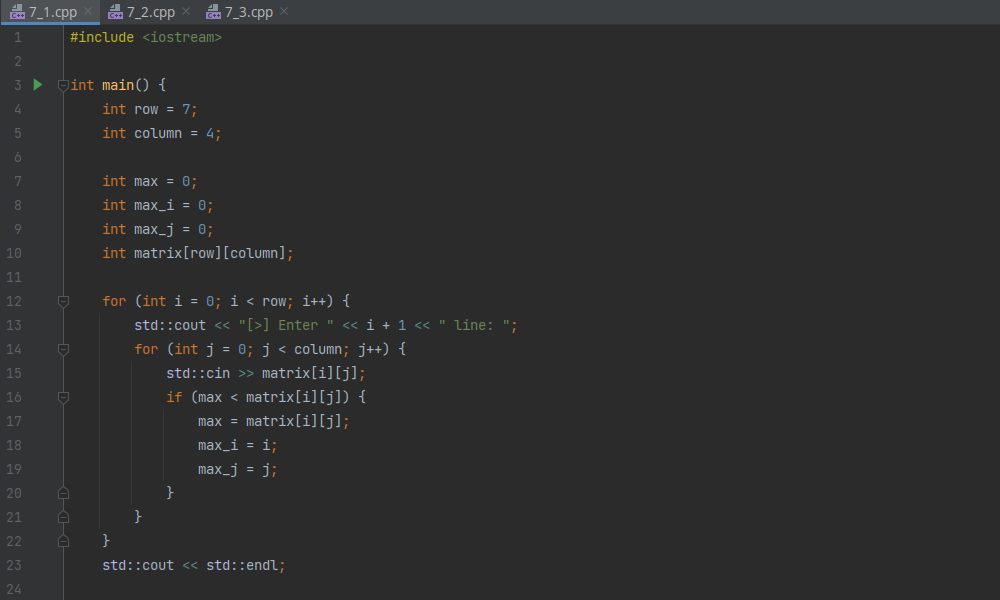 7_1.cpp 7_2.cpp 7_3.cpp
1 #include <iostream>
2
3 int main() {
4     int row = 7;
5     int column = 4;
6
7     int max = 0;
8     int max_i = 0;
9     int max_j = 0;
10     int matrix[row][column];
11
12     for (int i = 0; i < row; i++) {
13         std::cout << "[>] Enter " << i + 1 << " line: ";
14         for (int j = 0; j < column; j++) {
15             std::cin >> matrix[i][j];
16             if (max < matrix[i][j]) {
17                 max = matrix[i][j];
18                 max_i = i;
19                 max_j = j;
20             }
21         }
22     }
23     std::cout << std::endl;
24